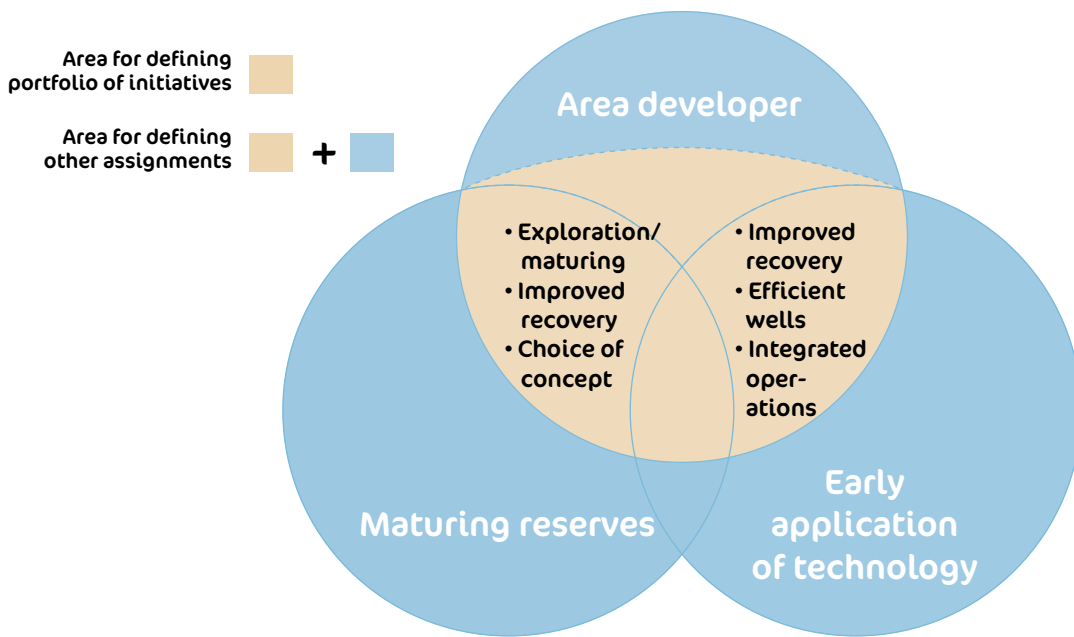 Area for defining
portfolio of initiatives
Area for defining
other assignments
+
Area developer
• Exploration/
maturing
• Improved
recovery
• Choice of
concept
• Improved
recovery
• Efficient
wells
• Integrated
oper-
ations
Maturing reserves
Early
application
of technology